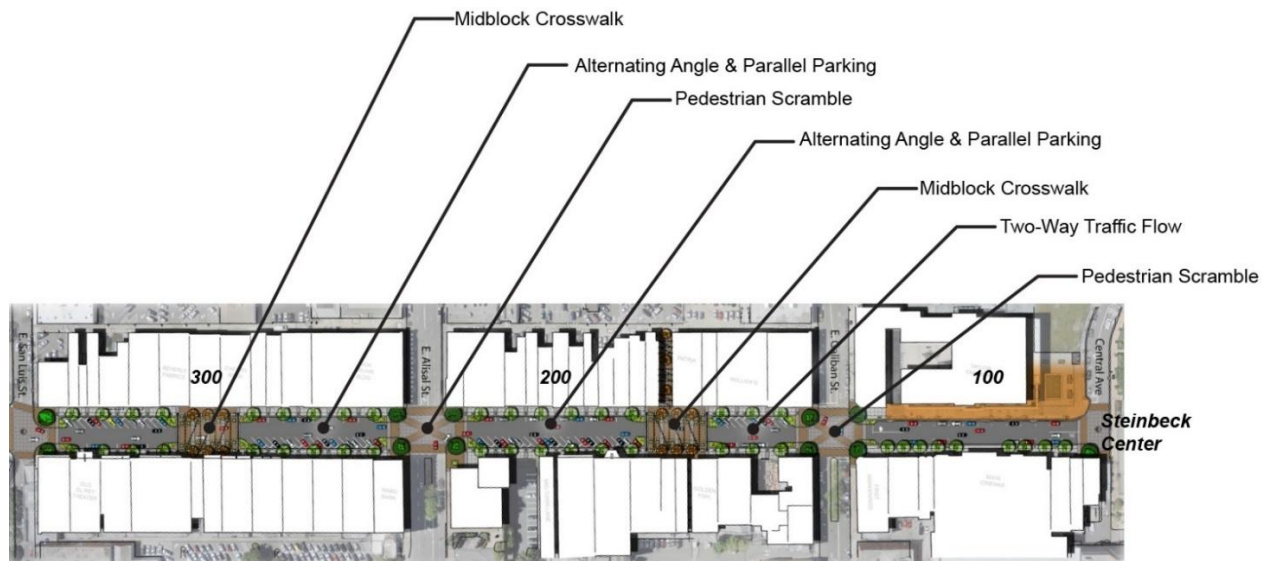 Midblock Crosswalk
Alternating Angle & Parallel Parking
Pedestrian Scramble
Alternating Angle & Parallel Parking
Midblock Crosswalk
Two-Way Traffic Flow
Pedestrian Scramble
E. San Luis St.
300
E. Alisal St.
200
E. Galiban St.
100
Central Ave
Steinbeck
Center